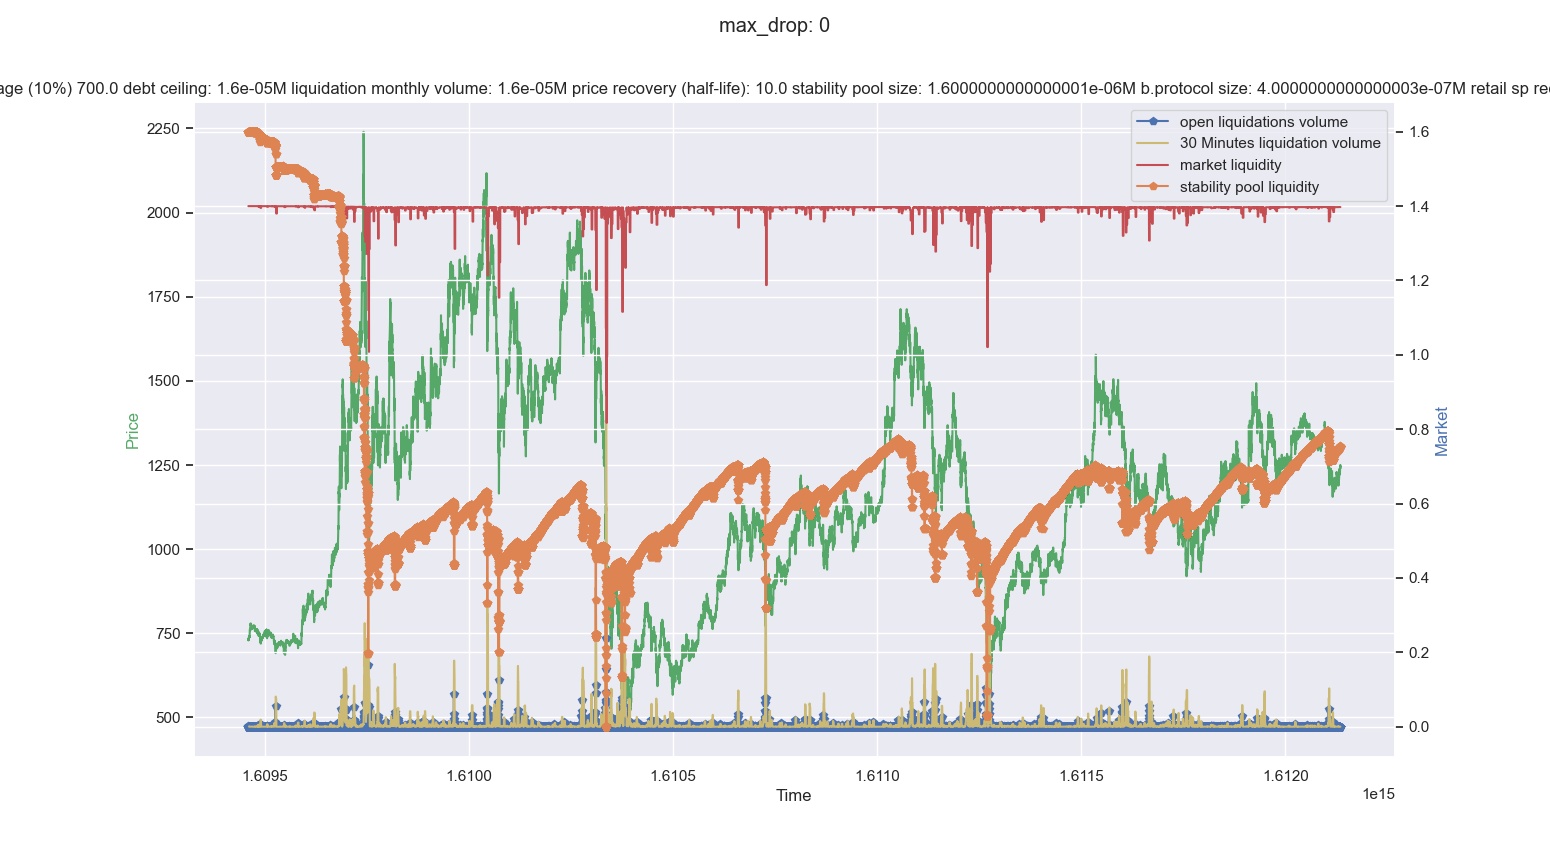 max_drop: 0
age (10%) 700.0 debt ceiling: 1.6e-05M liquidation monthly volume: 1.6e-05M price recovery (half-life): 10.0 stability pool size: 1.6000000000000001e-06M b.protocol size: 4.0000000000000003e-07M retail sp re
open liquidations volume
30 Minutes liquidation volume
market liquidity
stability pool liquidity
2250
2000
1750
1500
1250
1000
750
500
Price
1.6
1.4
1.2
1.0
0.8
0.6
0.4
0.2
0.0
Market
1.6095 1.6100 1.6105 1.6110 1.6115 1.6120
Time
1e15